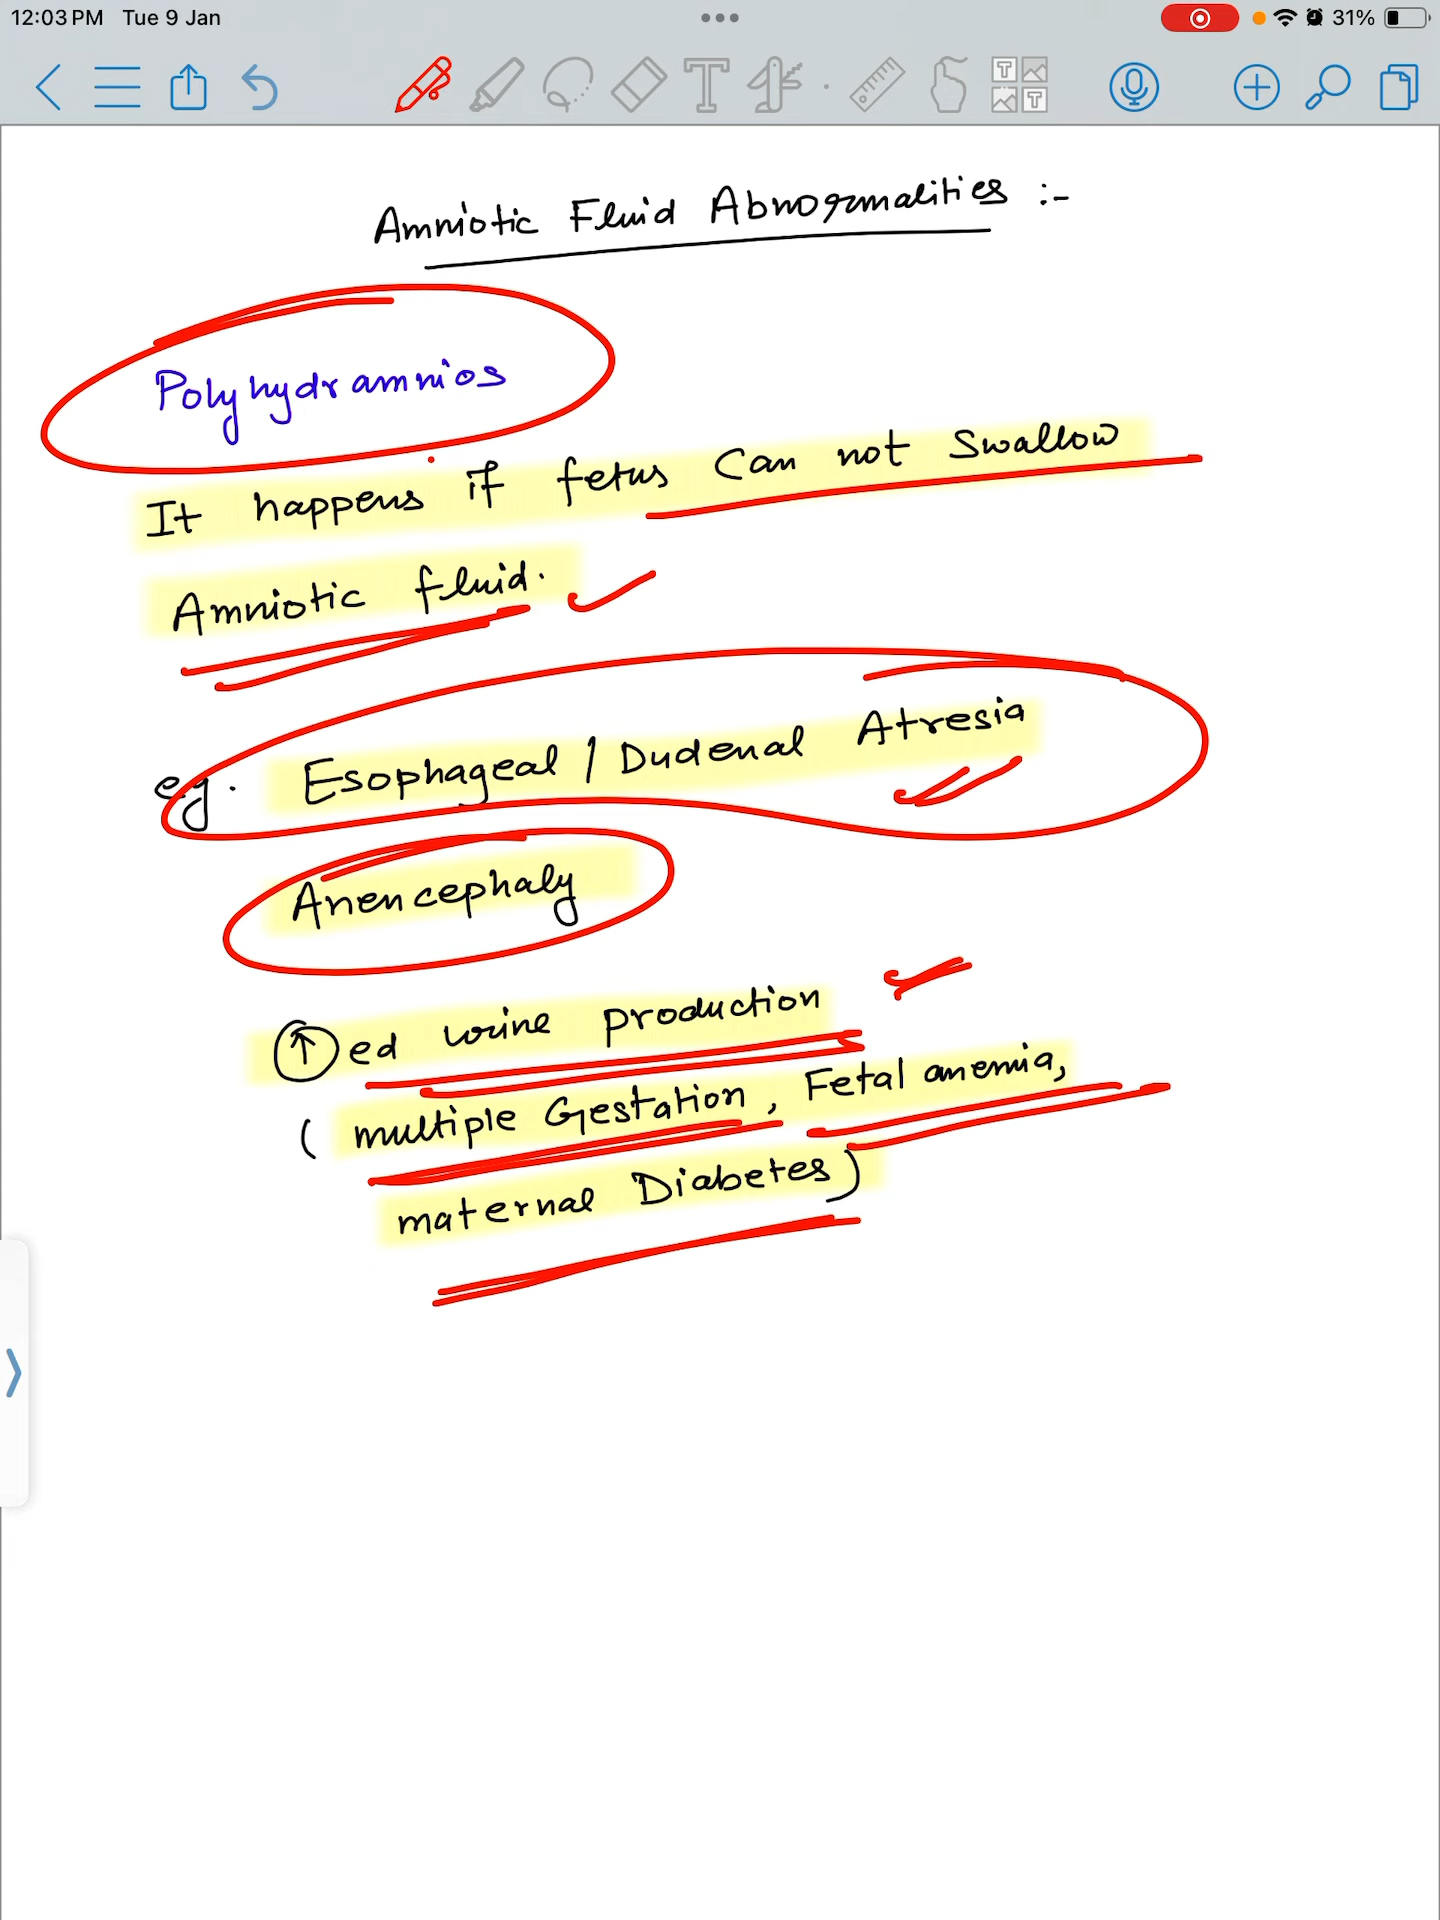 12:03 PM Tue 9 Jan
31%
Amniotic Fluid Abnormalities :-
Polyhydramnios
It happens if fetus Can not Swallow
Amniotic fluid.
eg. Esophageal / Dudenal Atresia
Anencephaly
↑ed urine production
( multiple Gestation, Fetal anemia,
maternal Diabetes)